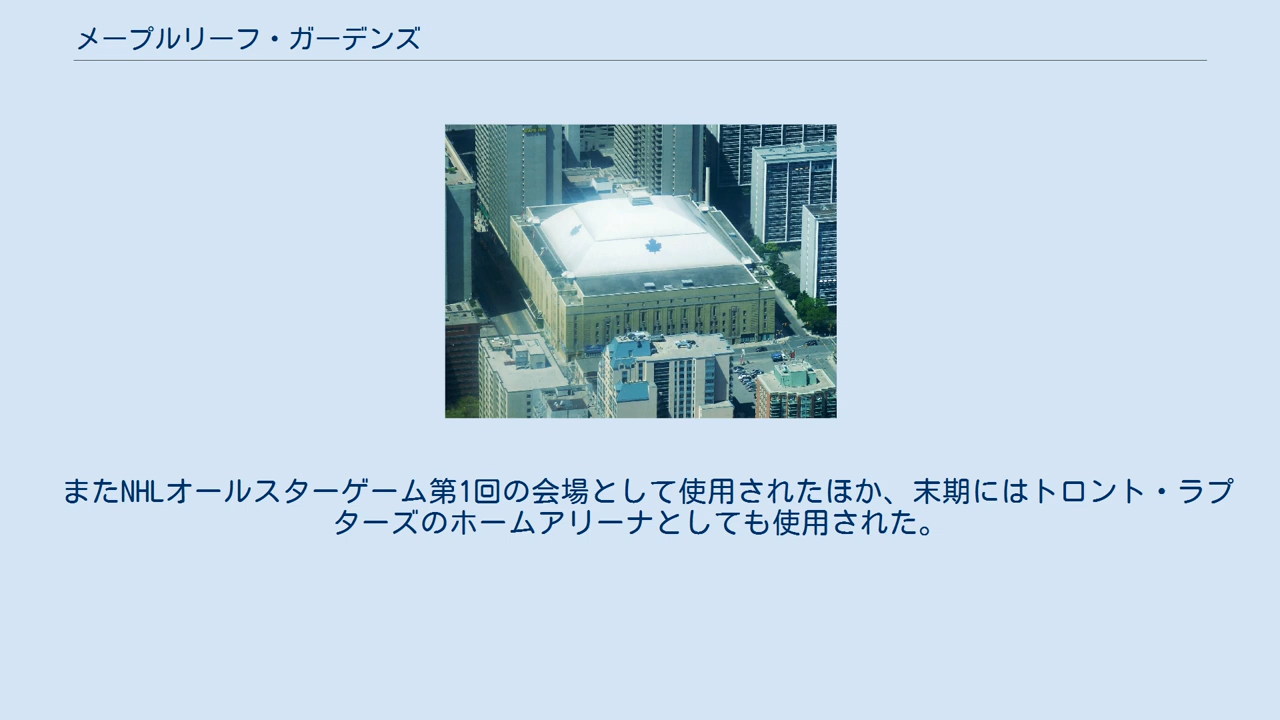 メープルリーフ・ガーデンズ
またNHLオールスターゲーム第1回の会場として使用されたほか、末期にはトロント・ラプ
ターズのホームアリーナとしても使用された。